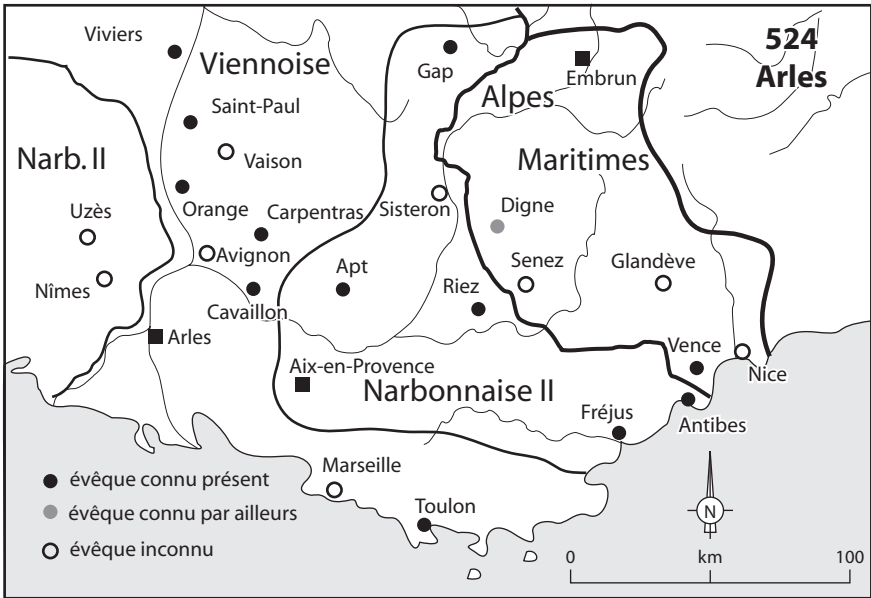 524
Arles
Viviers
Viennoise
Gap
Embrun
Alpes
Maritimes
Saint-Paul
Vaison
Narb. II
Orange
Carpentras
Sisteron
Digne
Uzès
Avignon
Senez
Glandève
Nîmes
Apt
Riez
Cavaillon
Arles
Vence
Nice
Aix-en-Provence
Narbonnaise II
Fréjus
Antibes
Marseille
Toulon
évêque connu présent
évêque connu par ailleurs
évêque inconnu
N
0 km 100